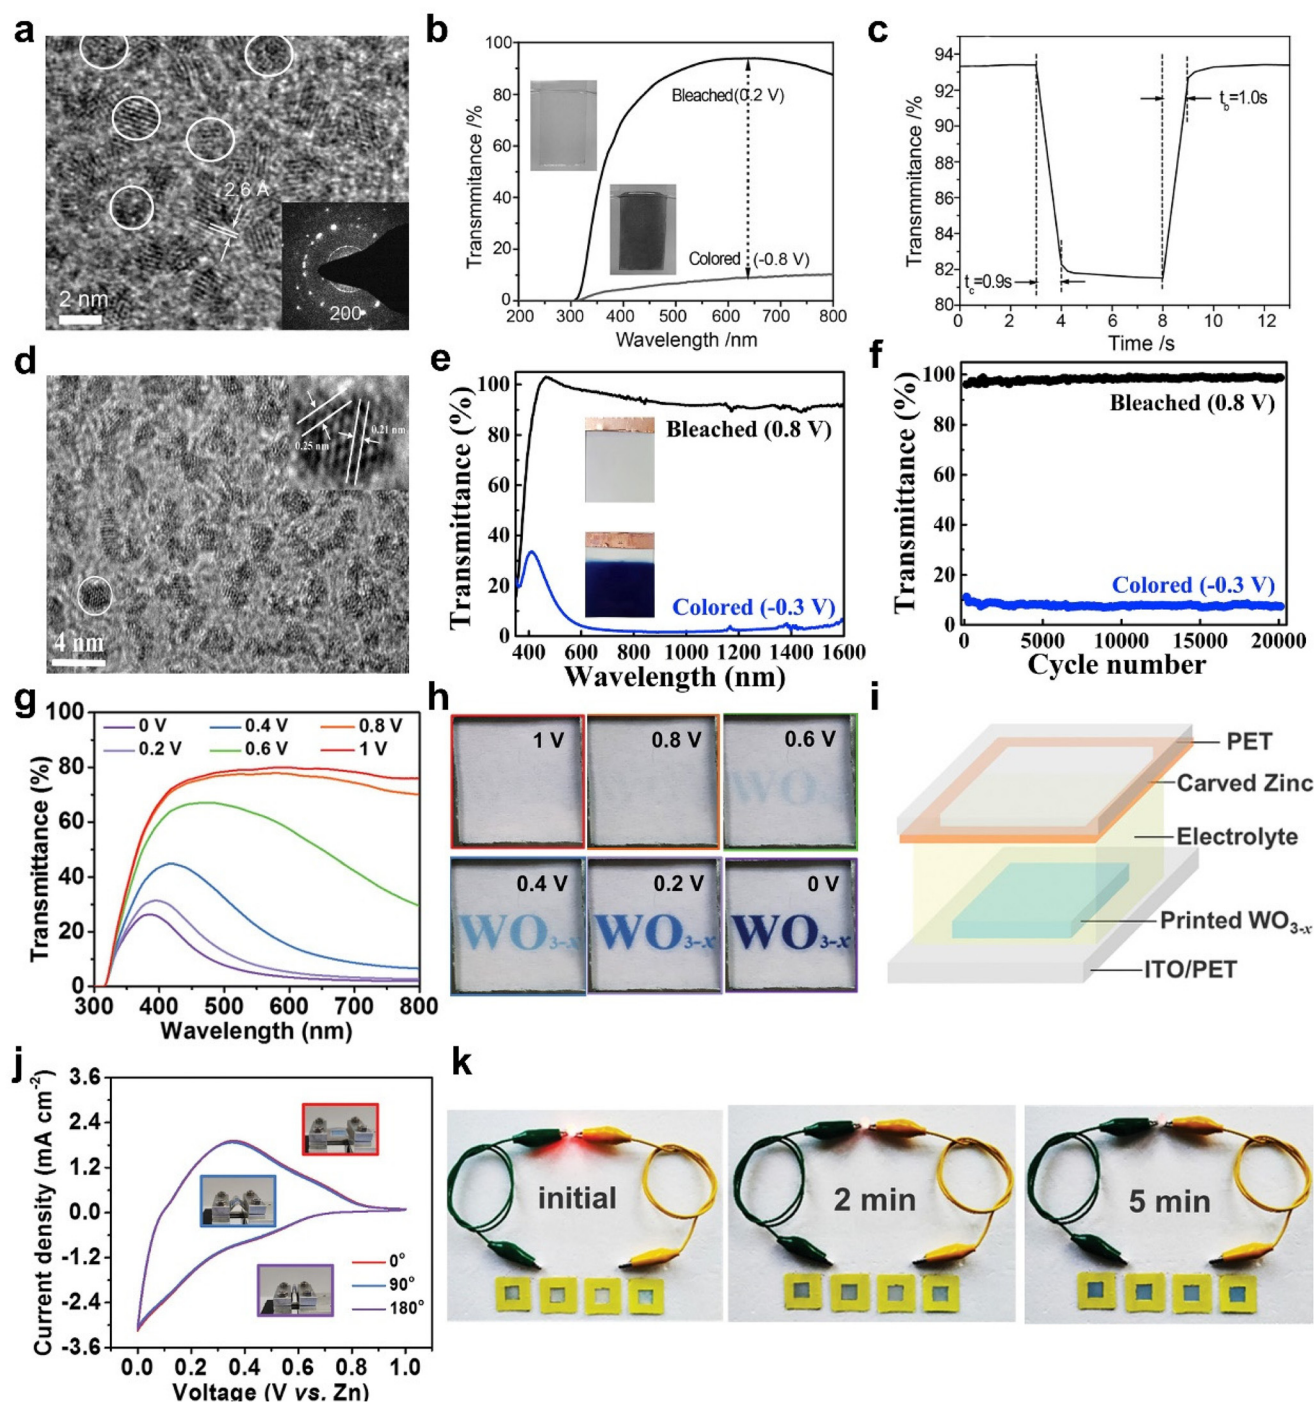 a
2.6 A
2 nm
200
b
100
80
60
40
20
0
Transmmitance /%
Bleached(0.2 V)
Colored (-0.8 V)
200 300 400 500 600 700 800
Wavelength /nm
c
94
92
90
88
86
84
82
80
Transmmitance /%
t_b=1.0s
t_c=0.9s
0 2 4 6 8 10 12
Time /s
d
0.25 nm
0.21 nm
4 nm
e
100
80
60
40
20
0
Transmittance (%)
Bleached (0.8 V)
Colored (-0.3 V)
400 600 800 1000 1200 1400 1600
Wavelength (nm)
f
100
80
60
40
20
0
Transmittance (%)
Bleached (0.8 V)
Colored (-0.3 V)
0 5000 10000 15000 20000
Cycle number
g
100
80
60
40
20
0
Transmittance (%)
0 V 0.4 V 0.8 V
0.2 V 0.6 V 1 V
300 400 500 600 700 800
Wavelength (nm)
h
1 V
0.8 V
0.6 V
WO3-x
0.4 V
WO3-x
0.2 V
WO3-x
0 V
WO3-x
i
PET
Carved Zinc
Electrolyte
Printed WO3-x
ITO/PET
j
3.6
2.4
1.2
0.0
-1.2
-2.4
-3.6
Current density (mA cm⁻²)
0°
90°
180°
0.0 0.2 0.4 0.6 0.8 1.0
Voltage (V vs. Zn)
k
initial
2 min
5 min